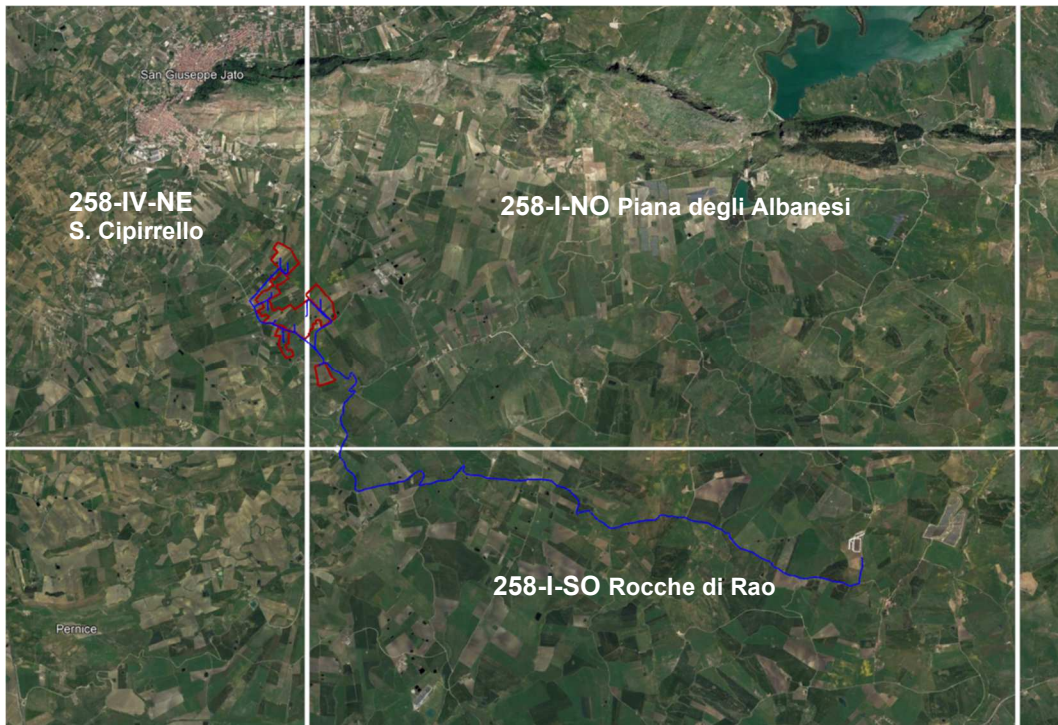 San Giuseppe Jato
258-IV-NE
S. Cipirrello
258-I-NO Piana degli Albanesi
258-I-SO Rocche di Rao
Pernice